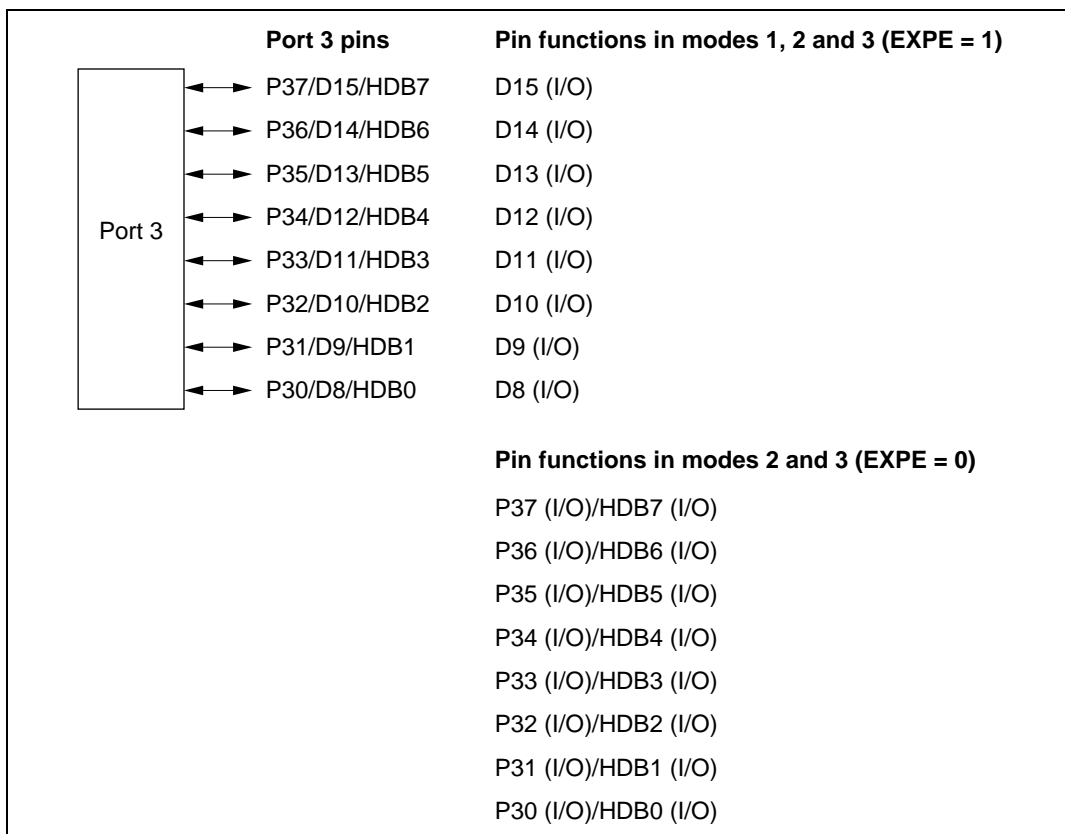 Port 3 pins Pin functions in modes 1, 2 and 3 (EXPE = 1)
P37/D15/HDB7 D15 (I/O)
P36/D14/HDB6 D14 (I/O)
P35/D13/HDB5 D13 (I/O)
P34/D12/HDB4 D12 (I/O)
Port 3
P33/D11/HDB3 D11 (I/O)
P32/D10/HDB2 D10 (I/O)
P31/D9/HDB1 D9 (I/O)
P30/D8/HDB0 D8 (I/O)
Pin functions in modes 2 and 3 (EXPE = 0)
P37 (I/O)/HDB7 (I/O)
P36 (I/O)/HDB6 (I/O)
P35 (I/O)/HDB5 (I/O)
P34 (I/O)/HDB4 (I/O)
P33 (I/O)/HDB3 (I/O)
P32 (I/O)/HDB2 (I/O)
P31 (I/O)/HDB1 (I/O)
P30 (I/O)/HDB0 (I/O)